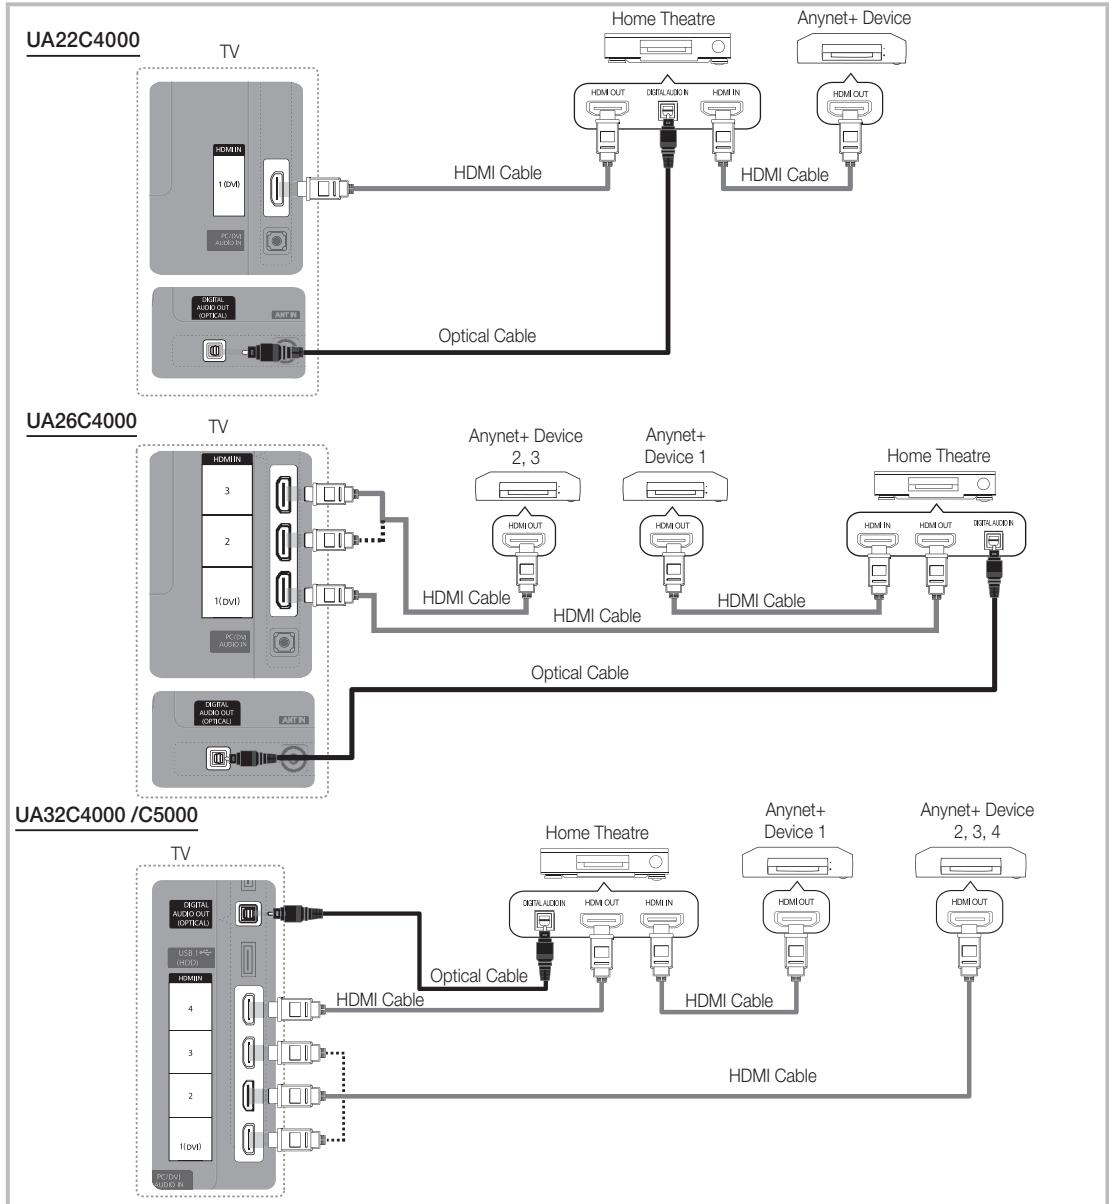 UA22C4000
TV
Home Theatre
Anynet+ Device
HDMI OUT
DIGITAL AUDIO IN
HDMI IN
HDMI OUT
HDMI IN
1 (DVI)
PC/DVI
AUDIO IN
HDMI Cable
HDMI Cable
DIGITAL
AUDIO OUT
(OPTICAL)
ANT IN
Optical Cable
UA26C4000
TV
Anynet+ Device
2, 3
Anynet+
Device 1
Home Theatre
HDMI IN
3
2
1(DVI)
PC/DVI
AUDIO IN
HDMI OUT
HDMI OUT
HDMI IN
HDMI OUT
DIGITAL AUDIO IN
HDMI Cable
HDMI Cable
HDMI Cable
Optical Cable
DIGITAL
AUDIO OUT
(OPTICAL)
ANT IN
UA32C4000 /C5000
TV
Home Theatre
Anynet+
Device 1
Anynet+ Device
2, 3, 4
DIGITAL
AUDIO OUT
(OPTICAL)
USB 1
(HDD)
HDMI IN
4
3
2
1(DVI)
PC/DVI
AUDIO IN
DIGITAL AUDIO IN
HDMI OUT
HDMI IN
HDMI OUT
HDMI OUT
Optical Cable
HDMI Cable
HDMI Cable
HDMI Cable